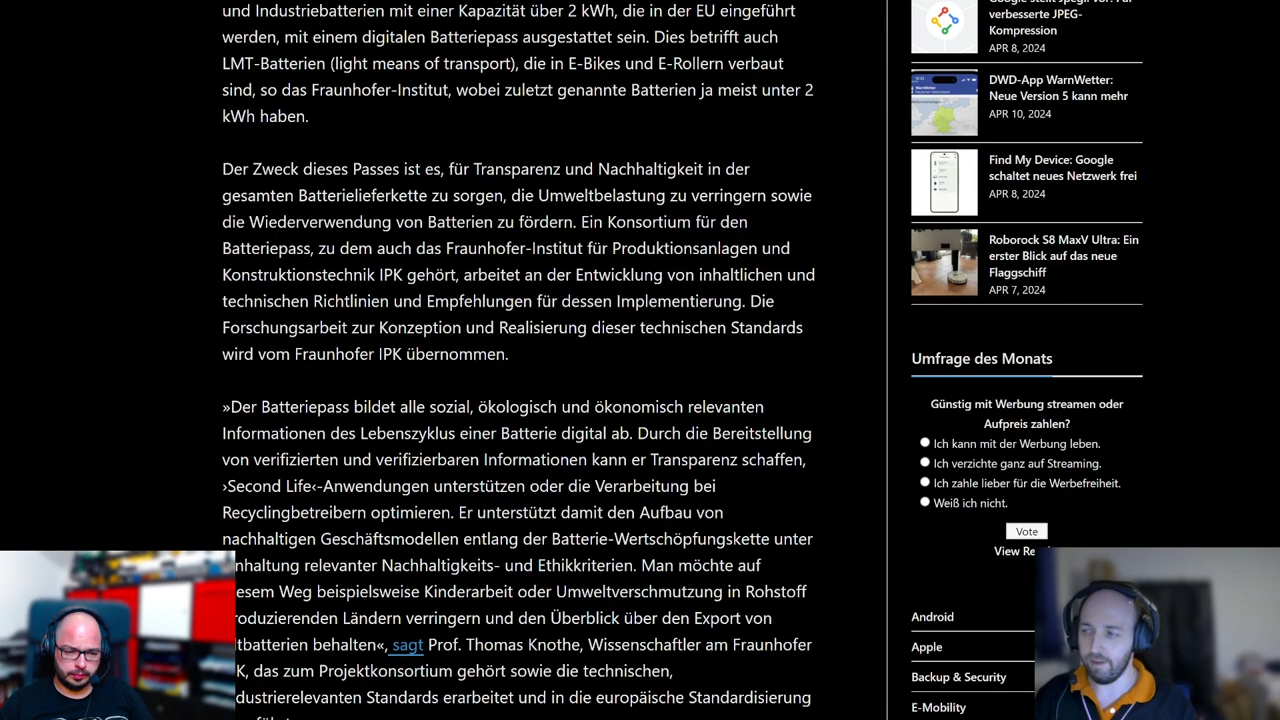 und Industriebatterien mit einer Kapazität über 2 kWh, die in der EU eingeführt
werden, mit einem digitalen Batteriepass ausgestattet sein. Dies betrifft auch
LMT-Batterien (light means of transport), die in E-Bikes und E-Rollern verbaut
sind, so das Fraunhofer-Institut, wobei zuletzt genannte Batterien ja meist unter 2
kWh haben.
Der Zweck dieses Passes ist es, für Transparenz und Nachhaltigkeit in der
gesamten Batterielieferkette zu sorgen, die Umweltbelastung zu verringern sowie
die Wiederverwendung von Batterien zu fördern. Ein Konsortium für den
Batteriepass, zu dem auch das Fraunhofer-Institut für Produktionsanlagen und
Konstruktionstechnik IPK gehört, arbeitet an der Entwicklung von inhaltlichen und
technischen Richtlinien und Empfehlungen für dessen Implementierung. Die
Forschungsarbeit zur Konzeption und Realisierung dieser technischen Standards
wird vom Fraunhofer IPK übernommen.
»Der Batteriepass bildet alle sozial, ökologisch und ökonomisch relevanten
Informationen des Lebenszyklus einer Batterie digital ab. Durch die Bereitstellung
von verifizierten und verifizierbaren Informationen kann er Transparenz schaffen,
›Second Life‹-Anwendungen unterstützen oder die Verarbeitung bei
Recyclingbetreibern optimieren. Er unterstützt damit den Aufbau von
nachhaltigen Geschäftsmodellen entlang der Batterie-Wertschöpfungskette unter
nhaltung relevanter Nachhaltigkeits- und Ethikkriterien. Man möchte auf
esem Weg beispielsweise Kinderarbeit oder Umweltverschmutzung in Rohstoff
roduzierenden Ländern verringern und den Überblick über den Export von
ltbatterien behalten«, sagt Prof. Thomas Knothe, Wissenschaftler am Fraunhofer
K, das zum Projektkonsortium gehört sowie die technischen,
dustrierelevanten Standards erarbeitet und in die europäische Standardisierung
verbesserte JPEG-
Kompression
APR 8, 2024
DWD-App WarnWetter:
Neue Version 5 kann mehr
APR 10, 2024
Find My Device: Google
schaltet neues Netzwerk frei
APR 8, 2024
Roborock S8 MaxV Ultra: Ein
erster Blick auf das neue
Flaggschiff
APR 7, 2024
Umfrage des Monats
Günstig mit Werbung streamen oder
Aufpreis zahlen?
Ich kann mit der Werbung leben.
Ich verzichte ganz auf Streaming.
Ich zahle lieber für die Werbefreiheit.
Weiß ich nicht.
Vote
View Re
Android
Apple
Backup & Security
E-Mobility